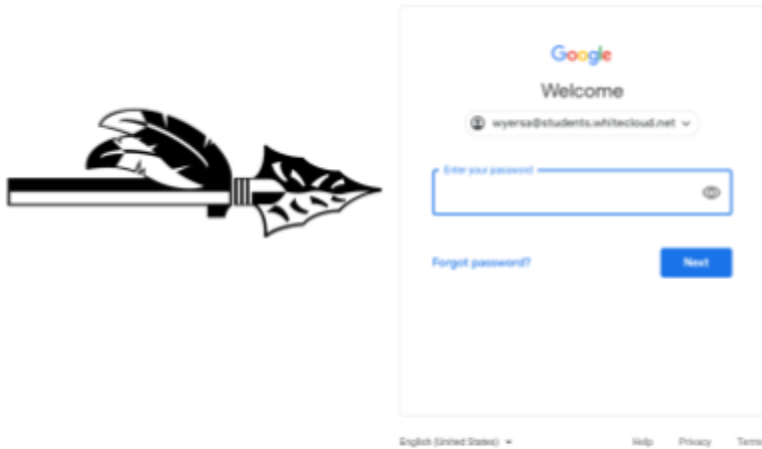 Google
Welcome
wyersa@students.whitecloud.net
Enter your password
Forgot password?
Next
English (United States)
Help Privacy Terms